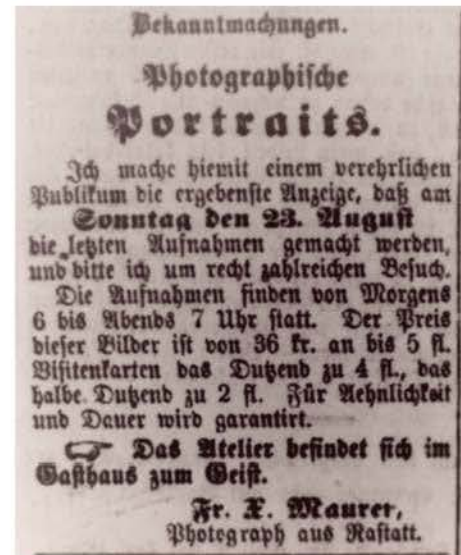 Bekanntmachungen.
Photographische
Portraits.
Ich mache hiemit einem verehrlichen
Publikum die ergebenste Anzeige, daß am
Sonntag den 23. August
die letzten Aufnahmen gemacht werden,
und bitte ich um recht zahlreichen Besuch.
Die Aufnahmen finden von Morgens
6 bis Abends 7 Uhr statt. Der Preis
dieser Bilder ist von 36 kr. an bis 5 fl.
Visitenkarten das Dutzend zu 4 fl., das
halbe Dutzend zu 2 fl. Für Aehnlichkeit
und Dauer wird garantirt.
☞ Das Atelier befindet sich im
Gasthaus zum Geist.
Fr. X. Maurer,
Photograph aus Rastatt.